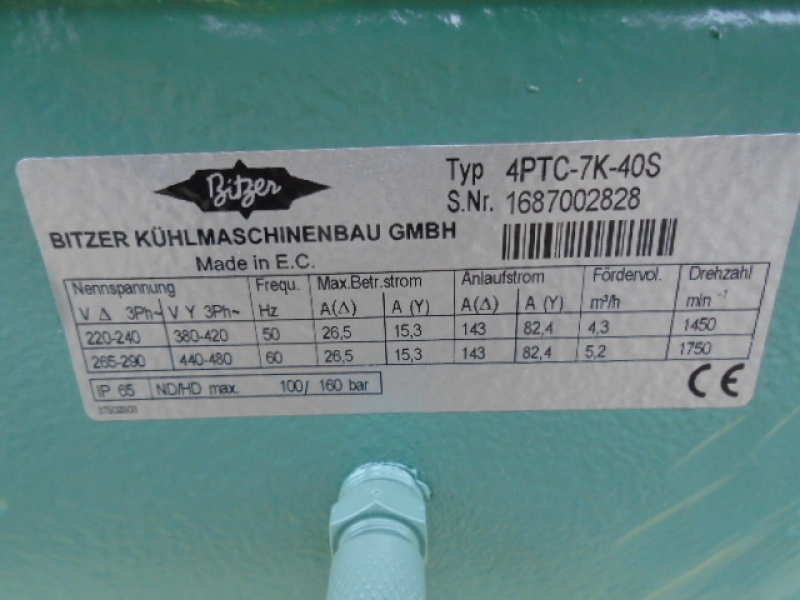 Bitzer
Typ 4PTC-7K-40S
S.Nr. 1687002828
BITZER KÜHLMASCHINENBAU GMBH
Made in E.C.
Nennspannung Frequ. Max.Betr.strom Anlaufstrom Fördervol. Drehzahl
V Δ 3Ph~ V Y 3Ph~ Hz A(Δ) A (Y) A(Δ) A (Y) m³/h min -1
220-240 380-420 50 26,5 15,3 143 82,4 4,3 1450
265-290 440-480 60 26,5 15,3 143 82,4 5,2 1750
IP 65 ND/HD max. 100/ 160 bar
CE